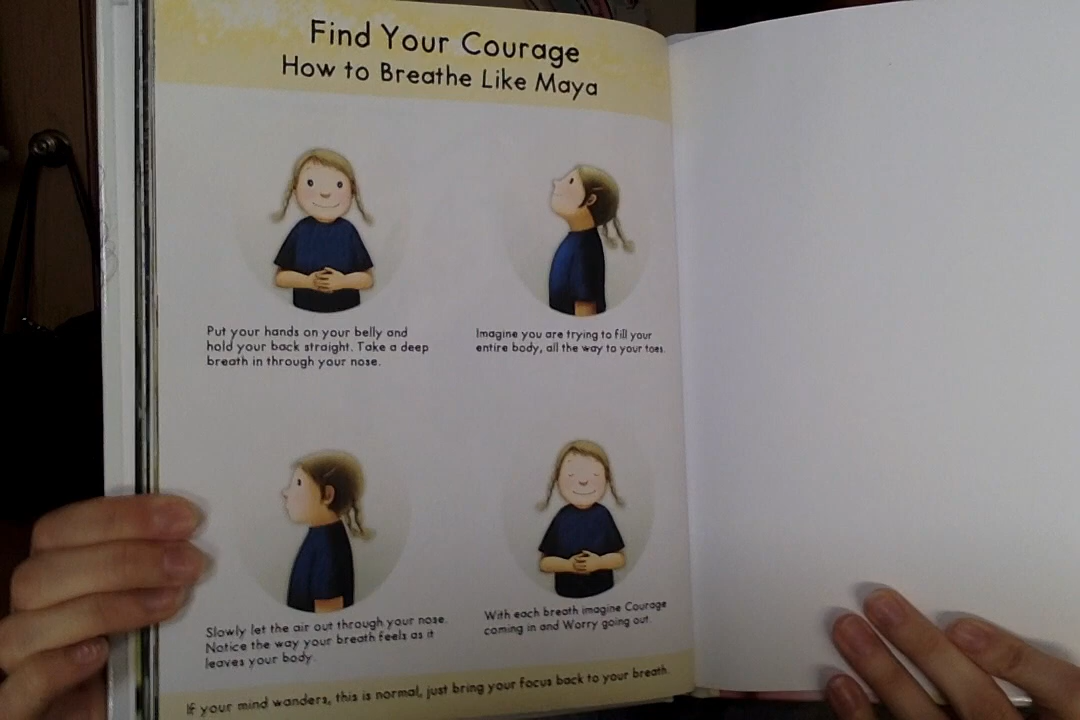 Find Your Courage
How to Breathe Like Maya
Put your hands on your belly and
hold your back straight. Take a deep
breath in through your nose.
Imagine you are trying to fill your
entire body, all the way to your toes.
Slowly let the air out through your nose.
Notice the way your breath feels as it
leaves your body.
With each breath imagine Courage
coming in and Worry going out.
If your mind wanders, this is normal, just bring your focus back to your breath.